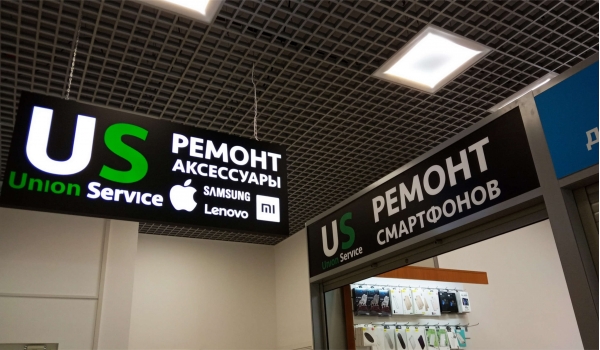 US
Union Service
РЕМОНТ
АКСЕССУАРЫ
SAMSUNG
Lenovo
mi
US
Union Service
РЕМОНТ
СМАРТФОНОВ
Д